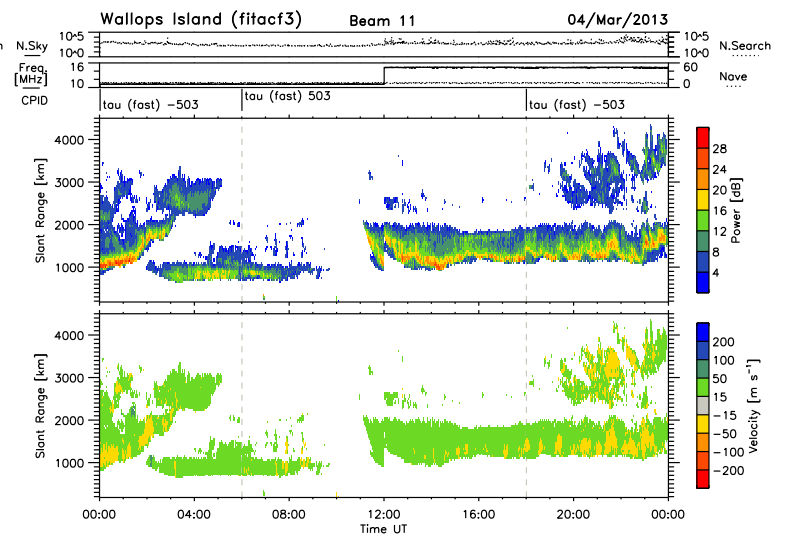 Wallops Island (fitacf3) Beam 11 04/Mar/2013
n N.Sky 10^5 10^0 10^5 10^0 N.Search
Freq. [MHz] 16 10 60 0 Nave
CPID tau (fast) -503 tau (fast) 503 tau (fast) -503
Slant Range [km] 4000 3000 2000 1000
28 24 20 16 12 8 4 Power [dB]
Slant Range [km] 4000 3000 2000 1000
200 100 50 15 -15 -50 -100 -200 Velocity [m s⁻¹]
00:00 04:00 08:00 12:00 16:00 20:00 00:00
Time UT